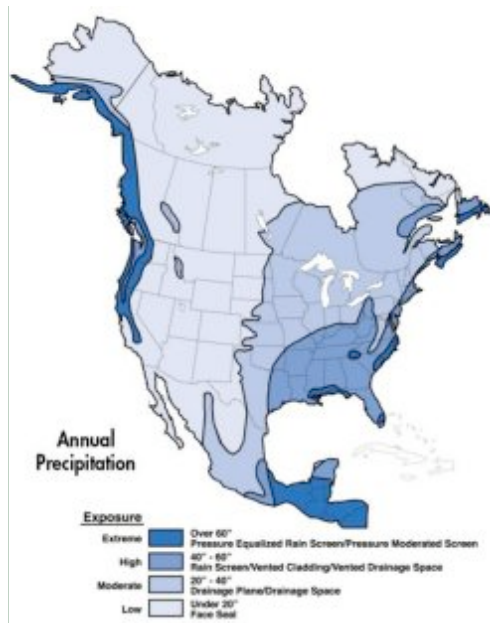 Annual
Precipitation
Exposure
Extreme
Over 60"
Pressure Equalized Rain Screen/Pressure Moderated Screen
High
40" - 60"
Rain Screen/Vented Cladding/Vented Drainage Space
Moderate
20" - 40"
Drainage Plane/Drainage Space
Low
Under 20"
Face Seal